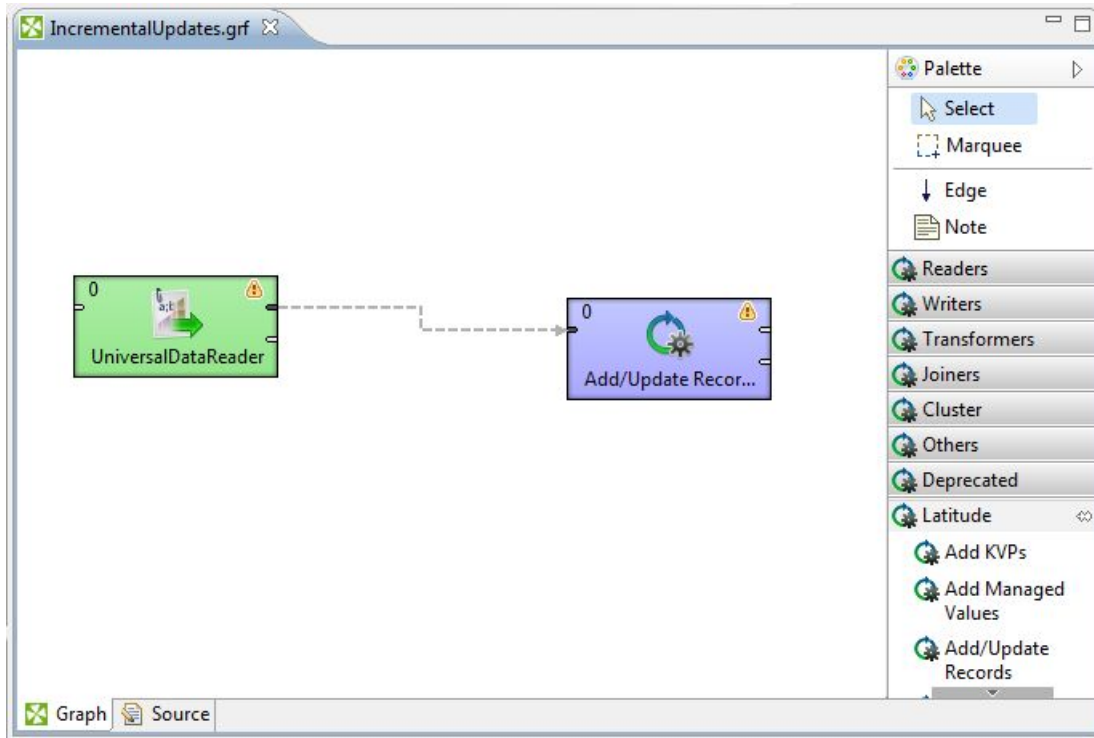 IncrementalUpdates.grf
Palette
Select
Marquee
Edge
Note
Readers
Writers
Transformers
Joiners
Cluster
Others
Deprecated
Latitude
Add KVPs
Add Managed
Values
Add/Update
Records
0
a;b
UniversalDataReader
0
Add/Update Recor...
Graph
Source